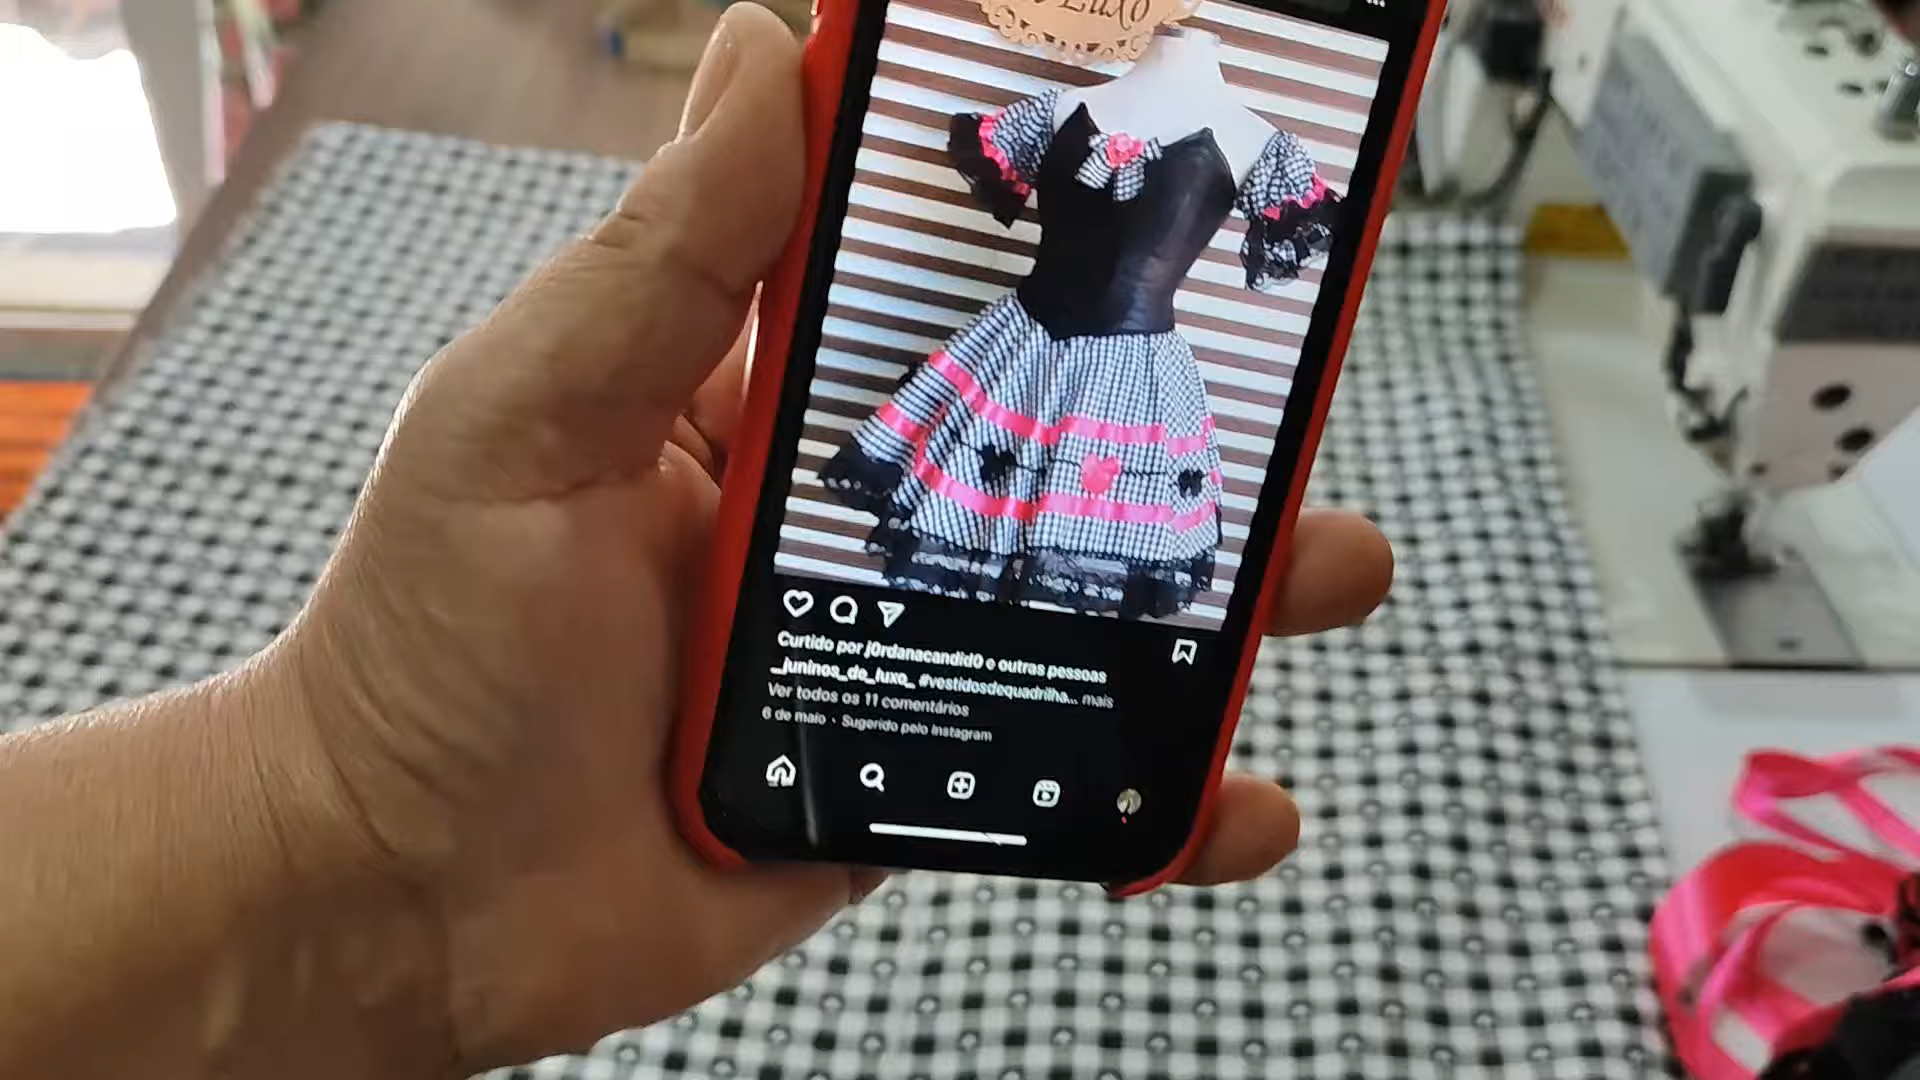 Luxo
Curtido por j0rdanacandid0 e outras pessoas
_juninos_de_luxo_ #vestidosdequadrilha... mais
Ver todos os 11 comentários
6 de maio · Sugerido pelo Instagram